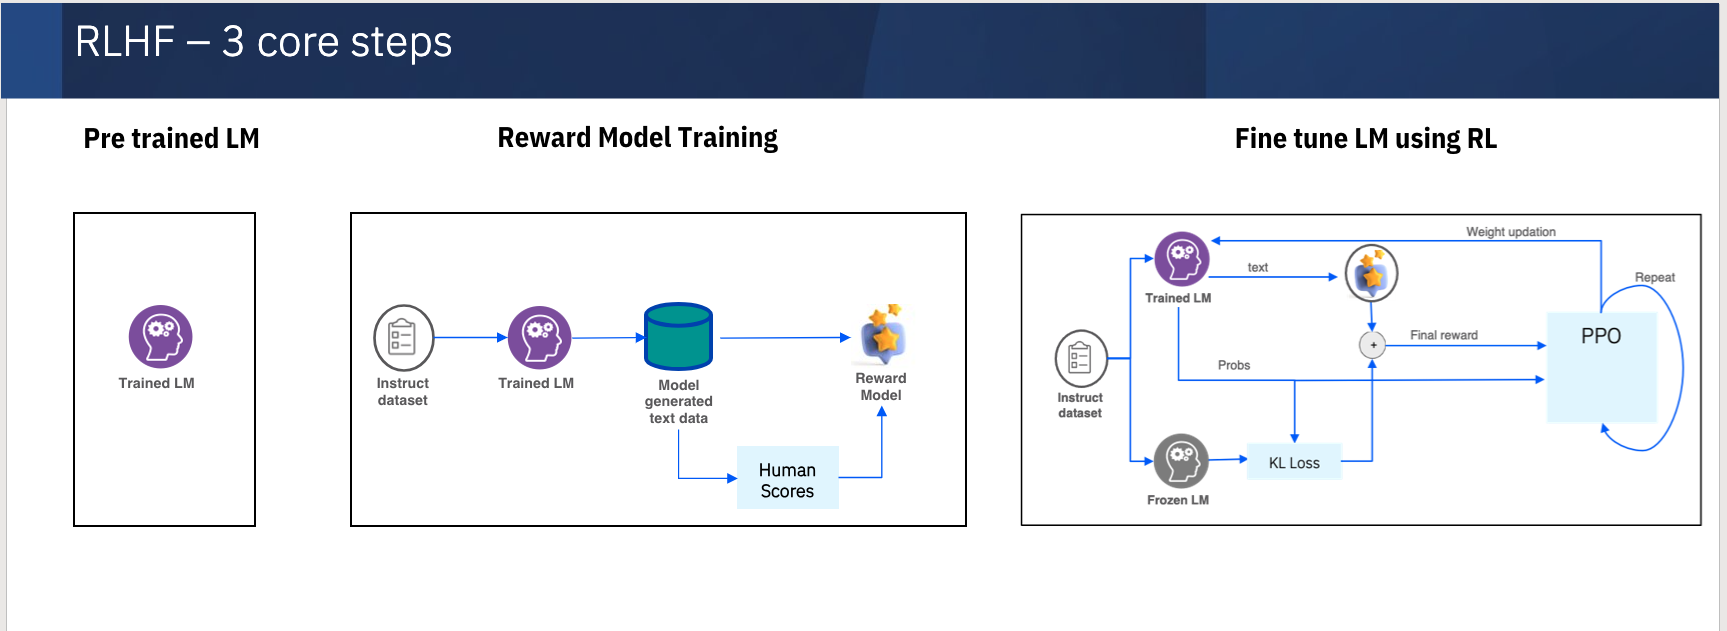 RLHF – 3 core steps
Pre trained LM
Trained LM
Reward Model Training
Instruct
dataset
Trained LM
Model
generated
text data
Reward
Model
Human
Scores
Fine tune LM using RL
Weight updation
text
Trained LM
Repeat
PPO
+
Final reward
Probs
Instruct
dataset
KL Loss
Frozen LM